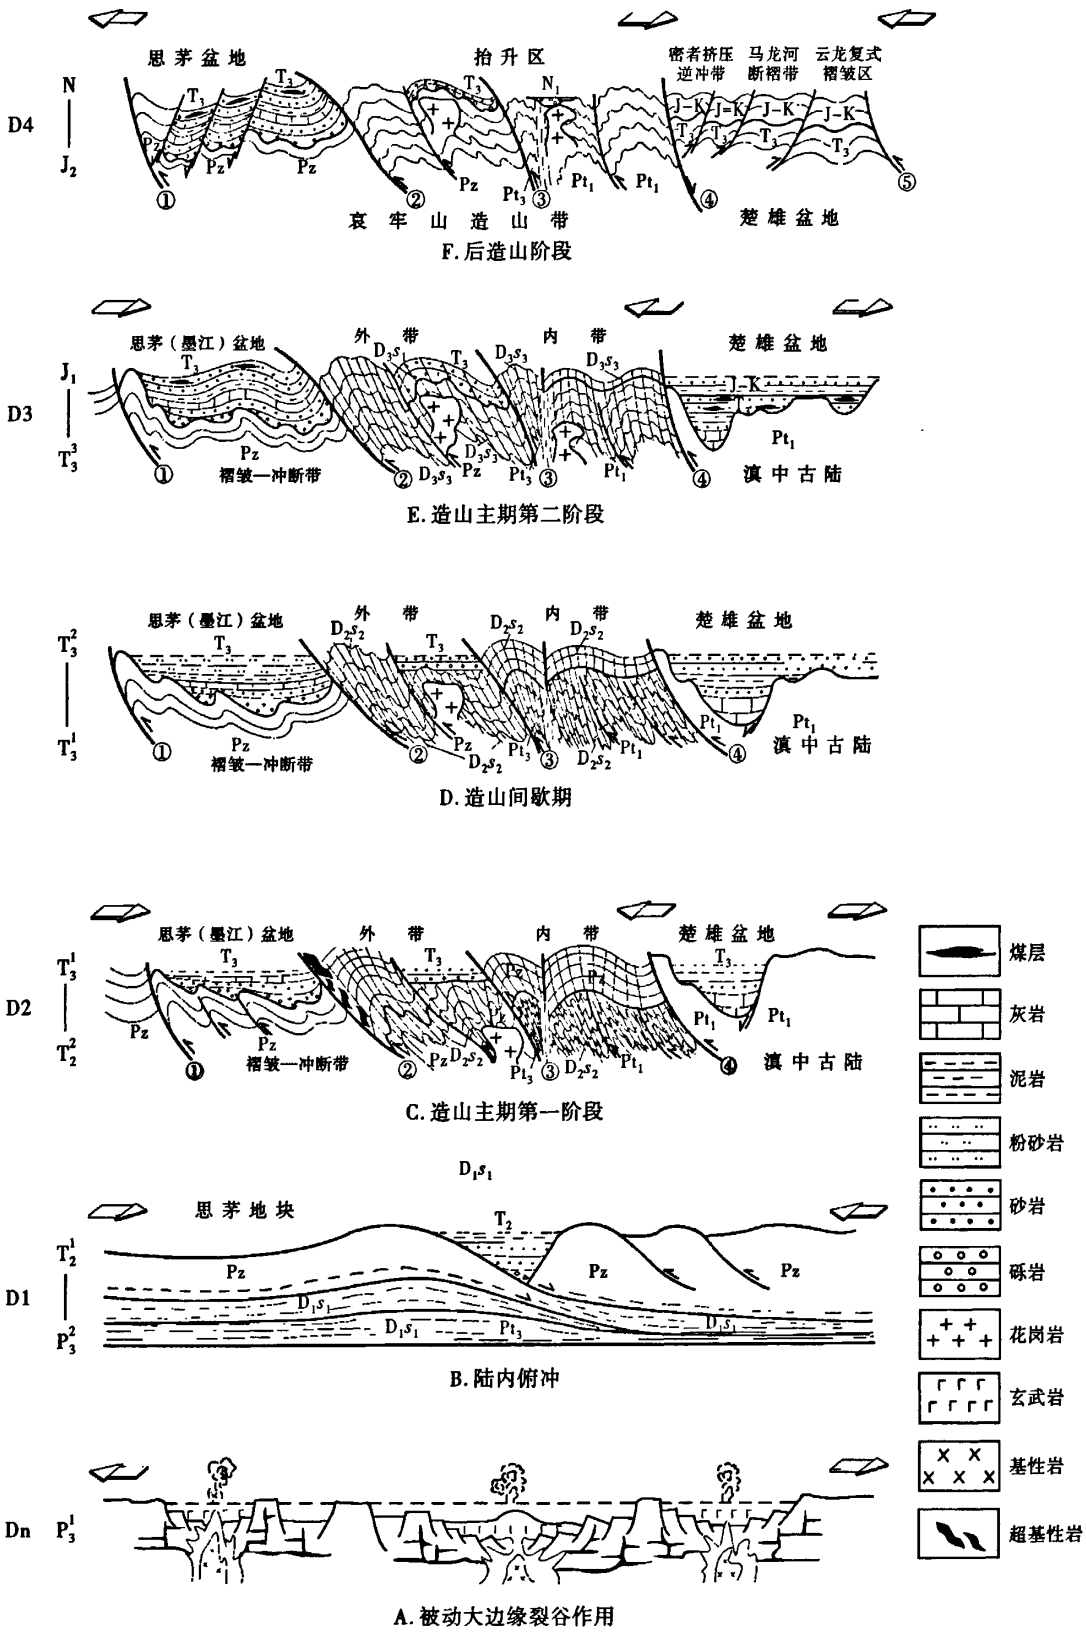 思茅盆地 抬升区 密者挤压 马龙河 云龙复式
逆冲带 断褶带 褶皱区
N T₃ T₃ T₃ N₁
D4 J–K J=K J–K J–K
T₃ T₃ T₃ T₃
J₂ Pz Pz Pz Pz Pt₃ Pt₁ Pt₁
① ② ③ ④ ⑤
哀牢山造山带 楚雄盆地
F.后造山阶段
思茅（墨江）盆地 外带 内带 楚雄盆地
J₁ T₃ D₃s₁ T₃ D₃s₃ D₃s₃ J–K
D3
T₃³ Pz D₃s₃ D₃s₃ Pz Pt₃ Pt₁ Pt₁
① ② ③ ④
褶皱—冲断带 滇中古陆
E.造山主期第二阶段
思茅（墨江）盆地 外带 内带 楚雄盆地
T₃² T₃ D₂s₂ T₃ D₂s₂ D₂s₂
T₃¹ Pz Pz D₂s₂ Pt₃ D₂s₂ Pt₁ Pt₁ Pt₁
① ② ③ ④
褶皱—冲断带 滇中古陆
D.造山间歇期
思茅（墨江）盆地 外带 内带 楚雄盆地
T₃¹ T₃ T₃ Pz Pz T₃
D2
T₂² Pz Pz Pz D₂s₂ Pz Pt₃ D₂s₂ Pt₁ Pt₁ Pt₁
① ② ③ ④
褶皱—冲断带 滇中古陆
C.造山主期第一阶段
D₁s₁
思茅地块 T₂
T₂¹ Pz Pz Pz
D1 D₁s₁ D₁s₁ Pt₃ D₁s₁
P₃²
B.陆内俯冲
Dn P₃¹
A.被动大边缘裂谷作用
煤层
灰岩
泥岩
粉砂岩
砂岩
砾岩
花岗岩
玄武岩
基性岩
超基性岩